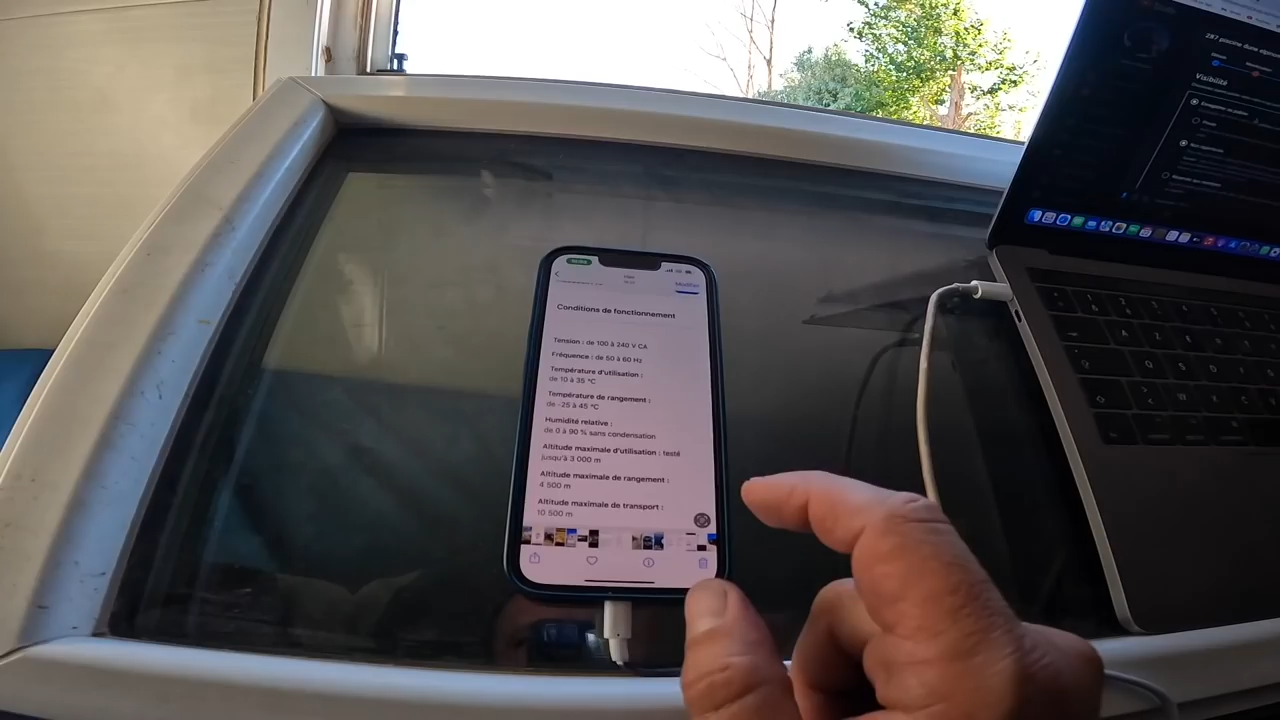 Modifier
Conditions de fonctionnement
Tension : de 100 à 240 V CA
Fréquence : de 50 à 60 Hz
Température d'utilisation :
de 10 à 35 °C
Température de rangement :
de -25 à 45 °C
Humidité relative :
de 0 à 90 % sans condensation
Altitude maximale d'utilisation : testé
jusqu'à 3 000 m
Altitude maximale de rangement :
4 500 m
Altitude maximale de transport :
10 500 m
Visibilité